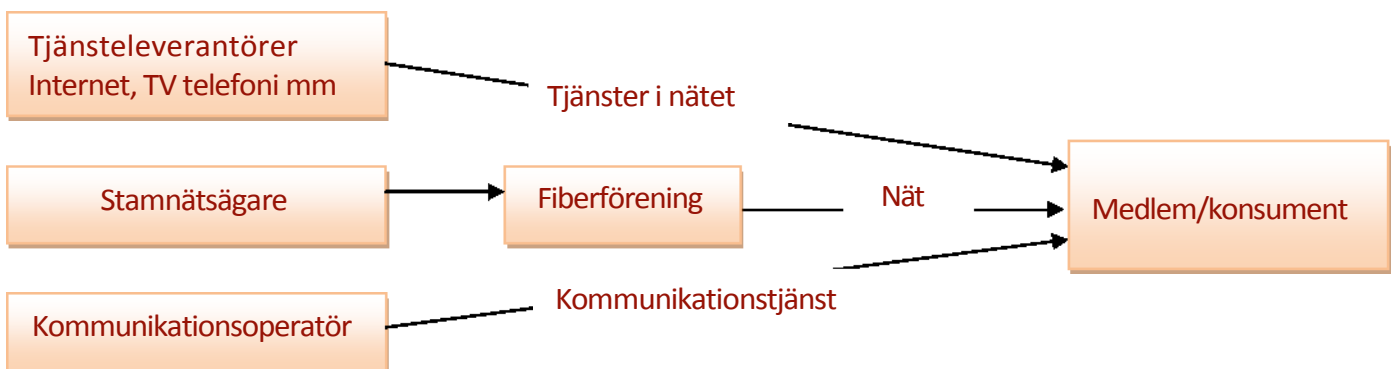 Tjänsteleverantörer
Internet, TV telefoni mm
Tjänster i nätet
Stamnätsägare
Fiberförening
Nät
Medlem/konsument
Kommunikationstjänst
Kommunikationsoperatör